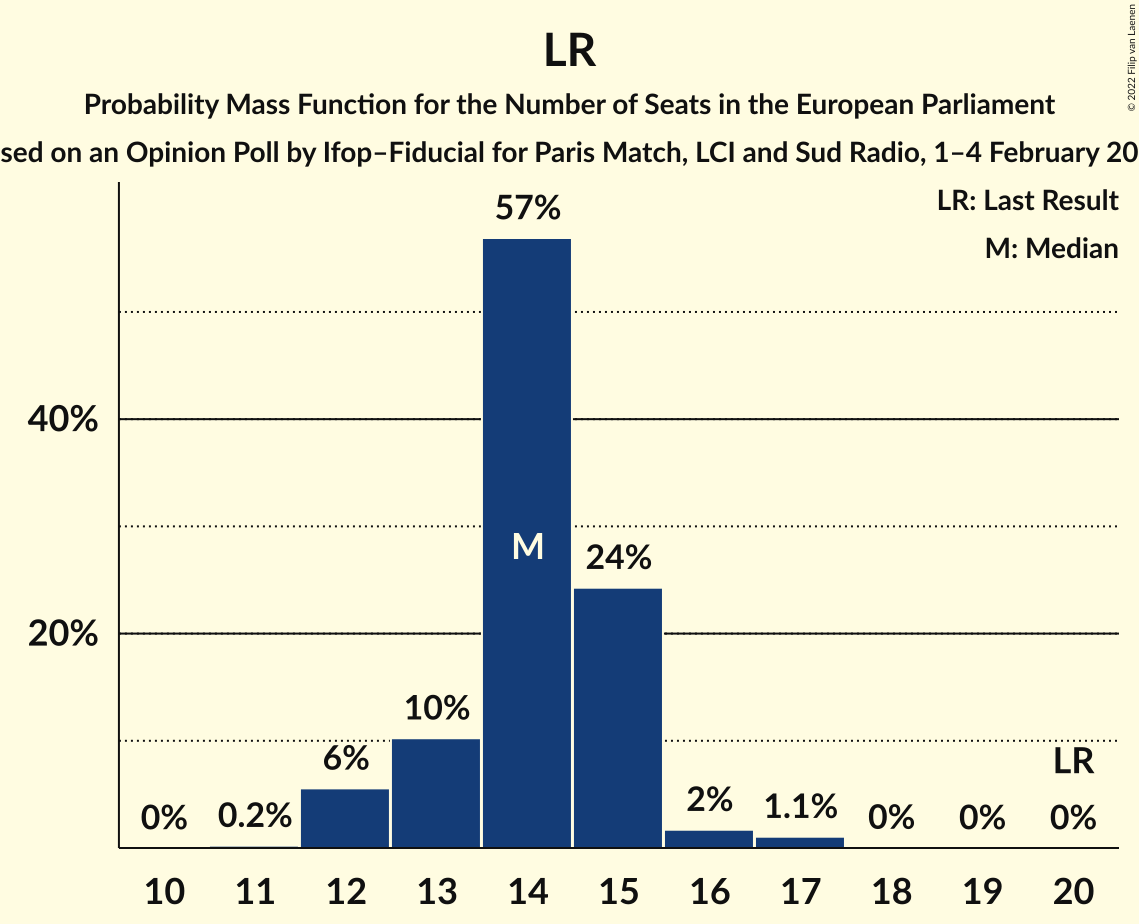 LR
Probability Mass Function for the Number of Seats in the European Parliament
sed on an Opinion Poll by Ifop–Fiducial for Paris Match, LCI and Sud Radio, 1–4 February 20
© 2022 Filip van Laenen
LR: Last Result
M: Median
57%
40%
M
24%
20%
10%
6%
LR
0%
0.2%
2%
1.1%
0%
0%
0%
10 11 12 13 14 15 16 17 18 19 20